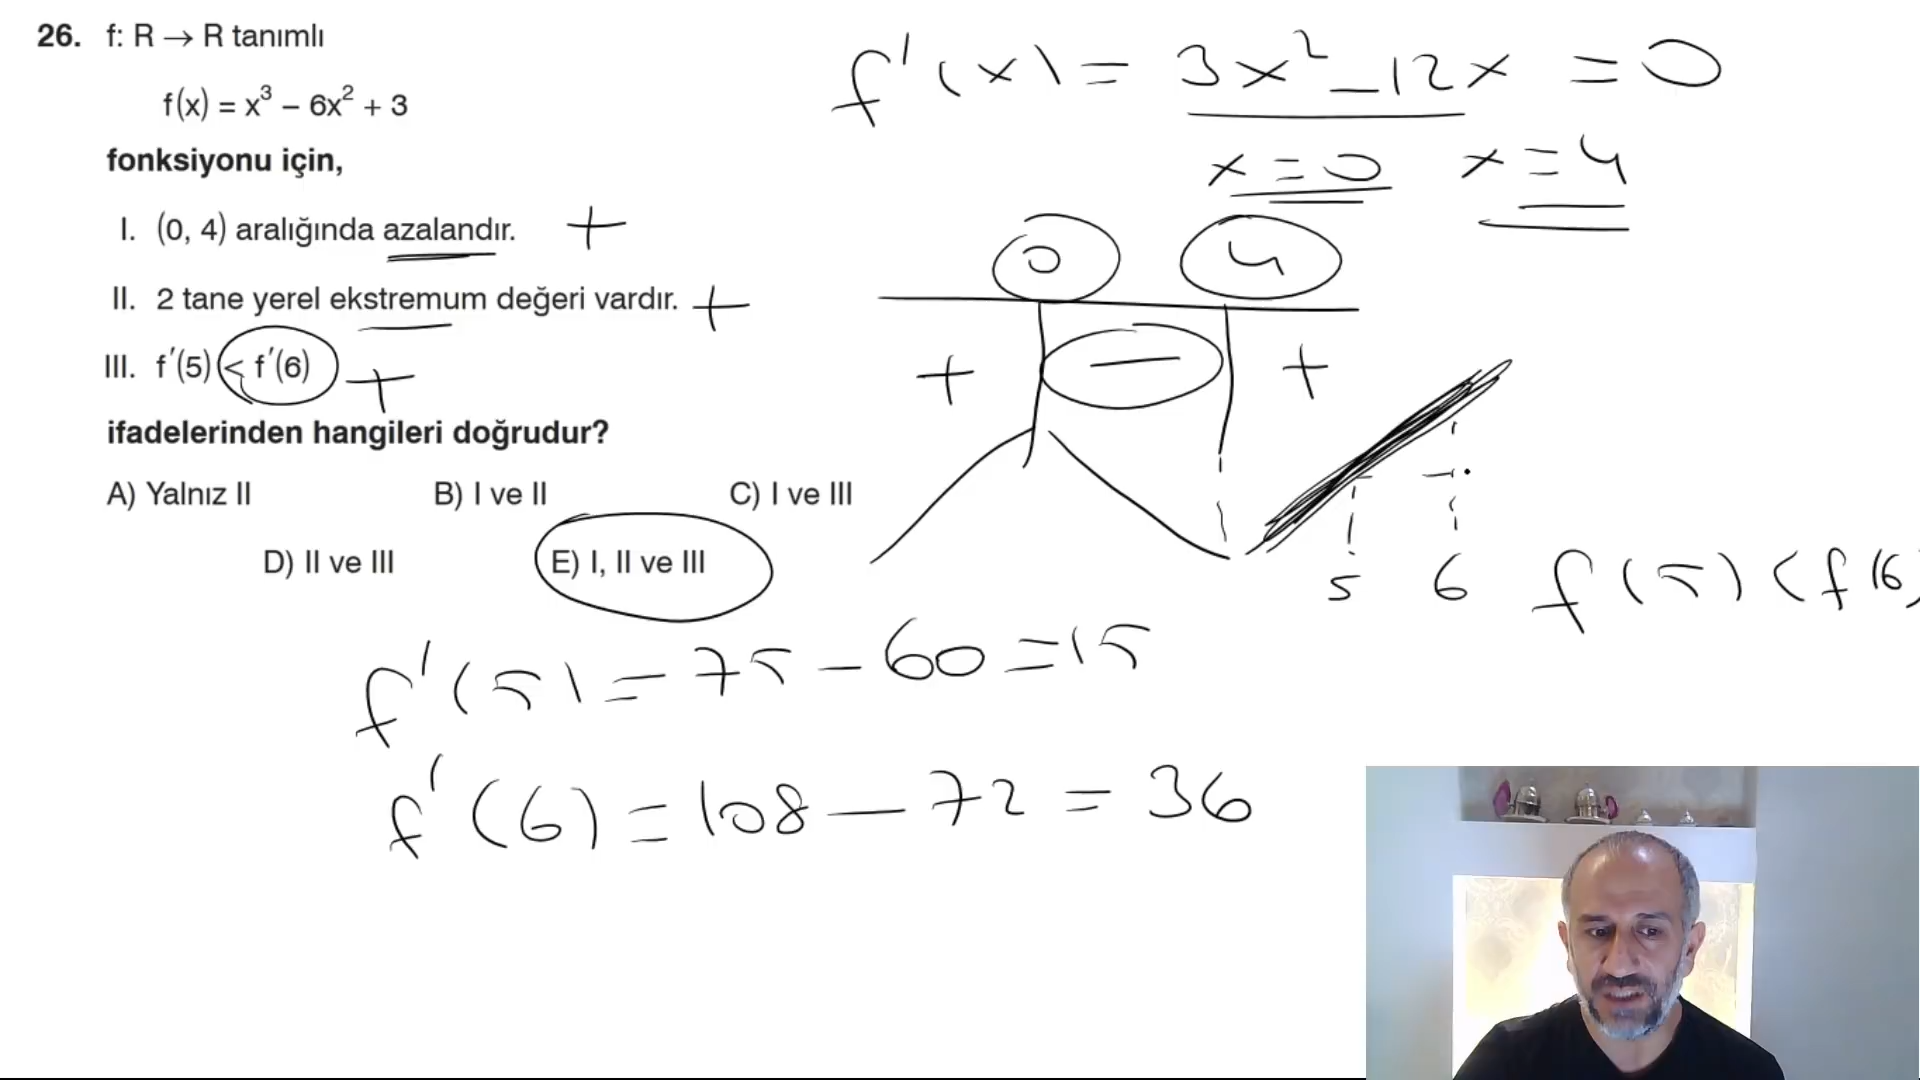 26. f: R → R tanımlı
f(x) = x³ – 6x² + 3
fonksiyonu için,
I. (0, 4) aralığında azalandır. +
II. 2 tane yerel ekstremum değeri vardır. +
III. f′(5) < f′(6) +
ifadelerinden hangileri doğrudur?
A) Yalnız II B) I ve II C) I ve III
D) II ve III E) I, II ve III
f′(x) = 3x² – 12x = 0
x = 0 x = 4
0 4
+ – +
5 6 f(5) < f(6)
f′(5) = 75 – 60 = 15
f′(6) = 108 – 72 = 36